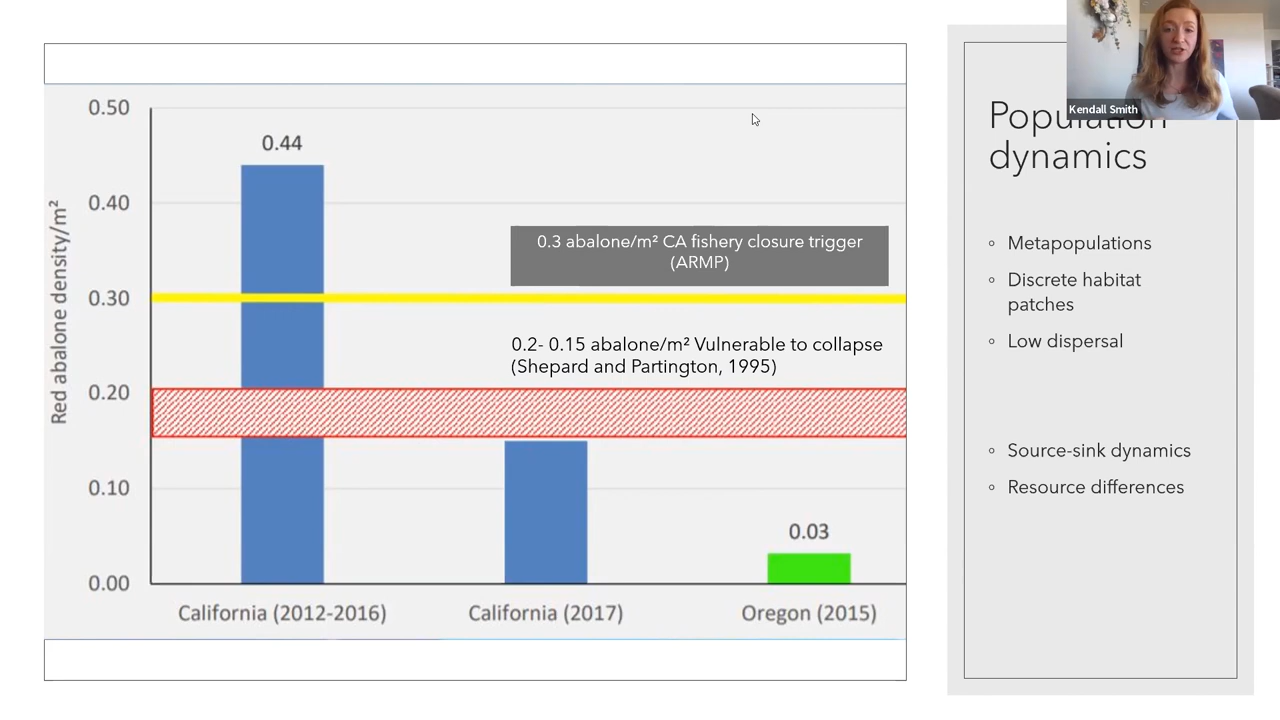 0.50
0.44
0.40
0.3 abalone/m² CA fishery closure trigger
(ARMP)
0.30
0.2- 0.15 abalone/m² Vulnerable to collapse
(Shepard and Partington, 1995)
0.20
0.10
0.03
0.00
Red abalone density/m²
California (2012-2016)
California (2017)
Oregon (2015)
Kendall Smith
Population
dynamics
Metapopulations
Discrete habitat
patches
Low dispersal
Source-sink dynamics
Resource differences